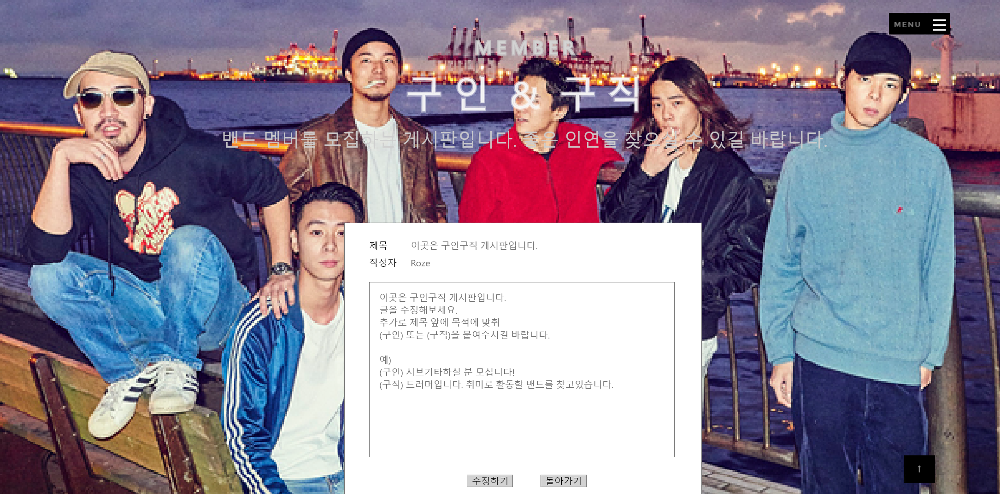 MENU
MEMBER
구인 & 구직
밴드 멤버를 모집하는 게시판입니다. 좋은 인연을 찾으실 수 있길 바랍니다.
제목 이곳은 구인구직 게시판입니다.
작성자 Roze
이곳은 구인구직 게시판입니다.
글을 수정해보세요.
추가로 제목 앞에 목적에 맞춰
(구인) 또는 (구직)을 붙여주시길 바랍니다.
예)
(구인) 서브기타하실 분 모십니다!
(구직) 드러머입니다. 취미로 활동할 밴드를 찾고있습니다.
수정하기 돌아가기
↑